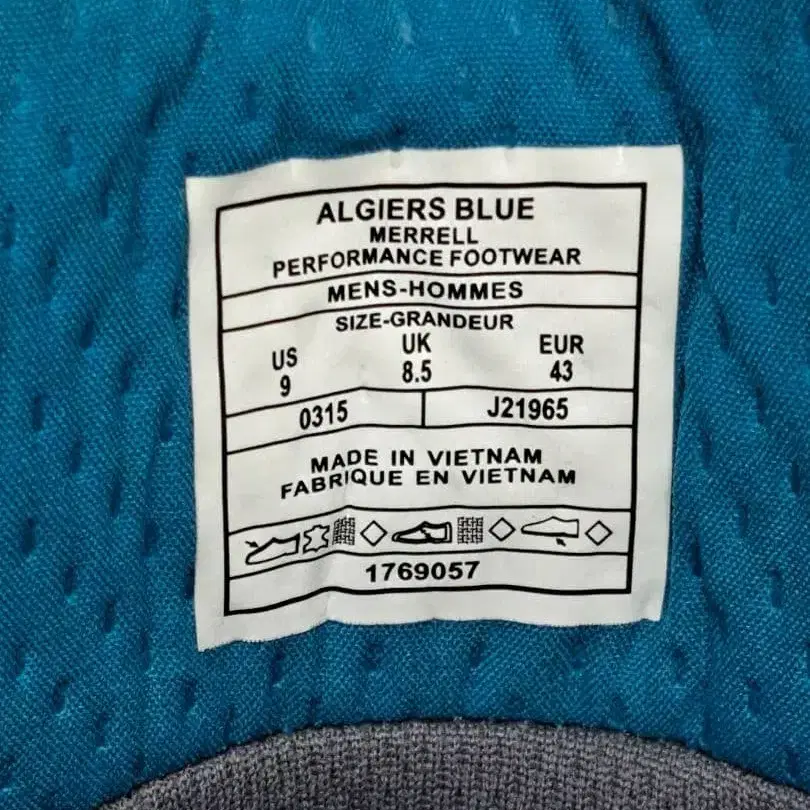 ALGIERS BLUE
MERRELL
PERFORMANCE FOOTWEAR
MENS-HOMMES
SIZE-GRANDEUR
US UK EUR
9 8.5 43
0315 J21965
MADE IN VIETNAM
FABRIQUE EN VIETNAM
1769057